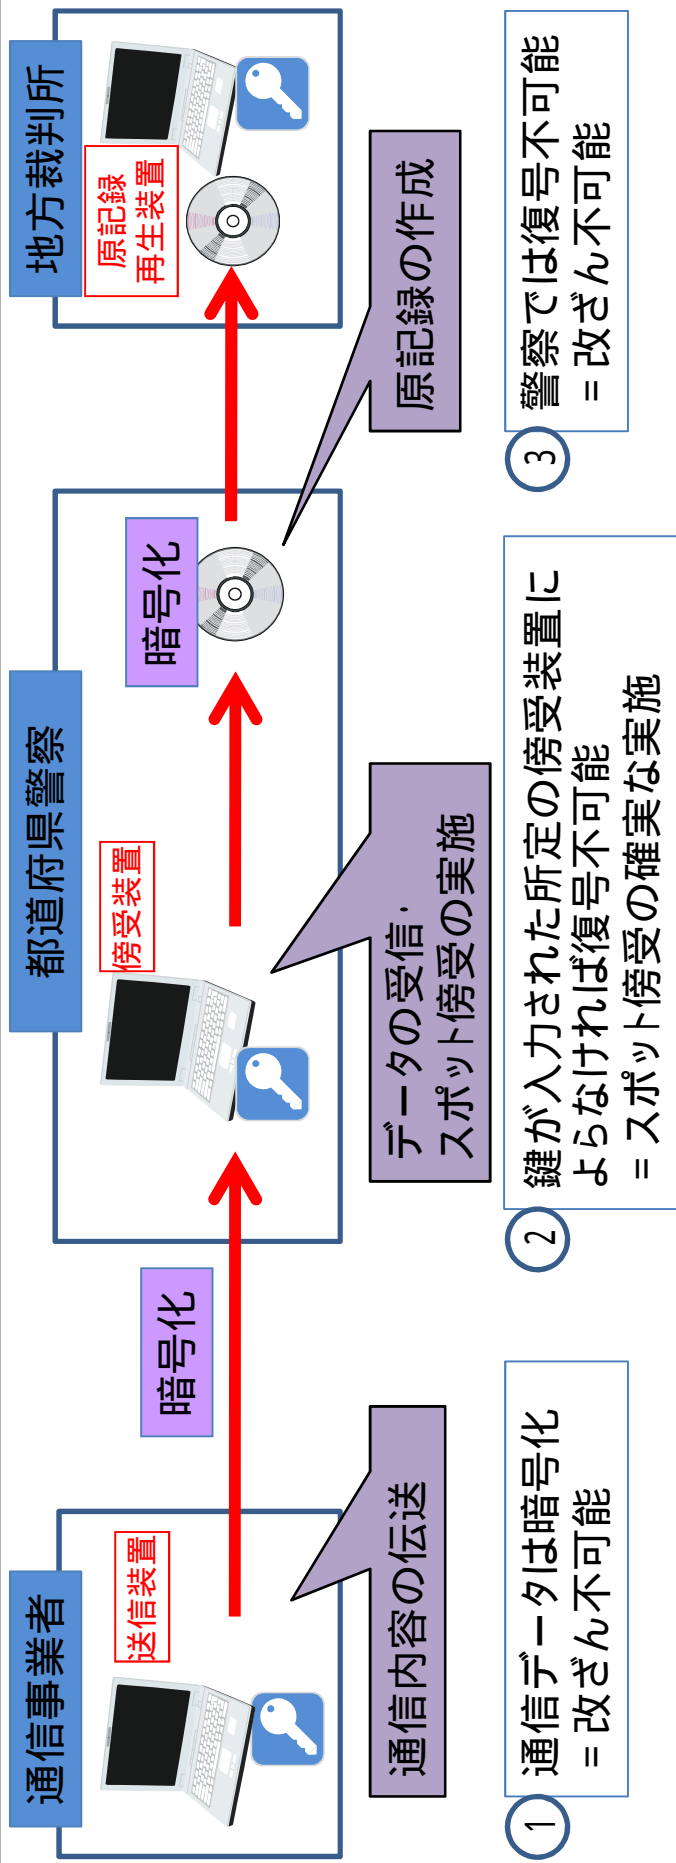 通信事業者
送信装置
通信内容の伝送
暗号化
都道府県警察
傍受装置
データの受信・
スポット傍受の実施
暗号化
原記録の作成
地方裁判所
原記録
再生装置
1
通信データは暗号化
= 改ざん不可能
2
鍵が入力された所定の傍受装置に
よらなければ復号不可能
= スポット傍受の確実な実施
3
警察では復号不可能
= 改ざん不可能